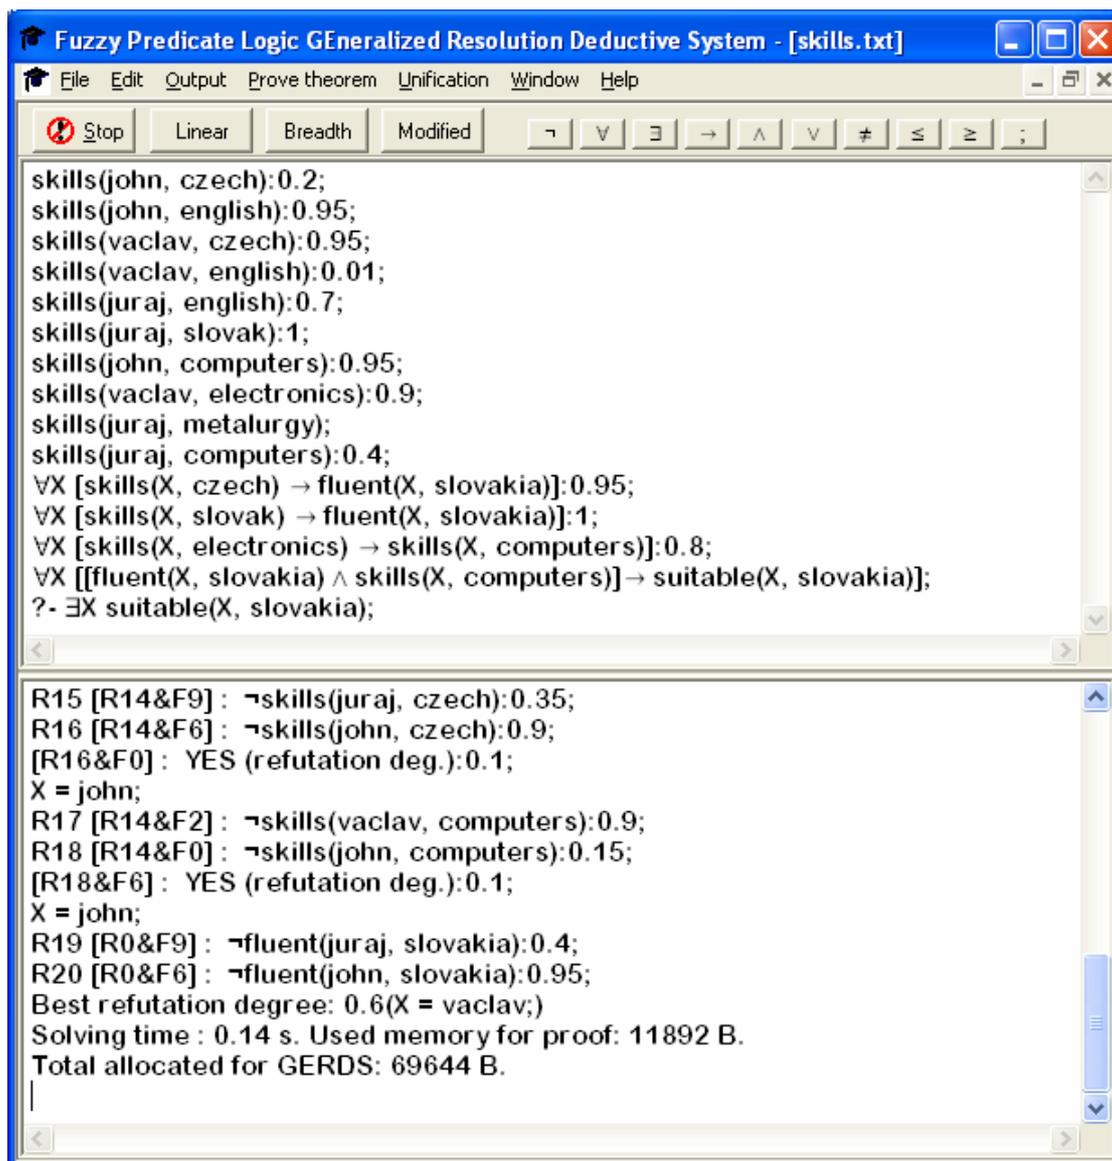 Fuzzy Predicate Logic GEneralized Resolution Deductive System - [skills.txt]
File Edit Output Prove theorem Unification Window Help
Stop Linear Breadth Modified ¬ ∀ ∃ → ∧ ∨ ≠ ≤ ≥ ;
skills(john, czech):0.2;
skills(john, english):0.95;
skills(vaclav, czech):0.95;
skills(vaclav, english):0.01;
skills(juraj, english):0.7;
skills(juraj, slovak):1;
skills(john, computers):0.95;
skills(vaclav, electronics):0.9;
skills(juraj, metalurgy);
skills(juraj, computers):0.4;
∀X [skills(X, czech) → fluent(X, slovakia)]:0.95;
∀X [skills(X, slovak) → fluent(X, slovakia)]:1;
∀X [skills(X, electronics) → skills(X, computers)]:0.8;
∀X [[fluent(X, slovakia) ∧ skills(X, computers)]→ suitable(X, slovakia)];
?- ∃X suitable(X, slovakia);
R15 [R14&F9] : ¬skills(juraj, czech):0.35;
R16 [R14&F6] : ¬skills(john, czech):0.9;
[R16&F0] : YES (refutation deg.):0.1;
X = john;
R17 [R14&F2] : ¬skills(vaclav, computers):0.9;
R18 [R14&F0] : ¬skills(john, computers):0.15;
[R18&F6] : YES (refutation deg.):0.1;
X = john;
R19 [R0&F9] : ¬fluent(juraj, slovakia):0.4;
R20 [R0&F6] : ¬fluent(john, slovakia):0.95;
Best refutation degree: 0.6(X = vaclav;)
Solving time : 0.14 s. Used memory for proof: 11892 B.
Total allocated for GERDS: 69644 B.